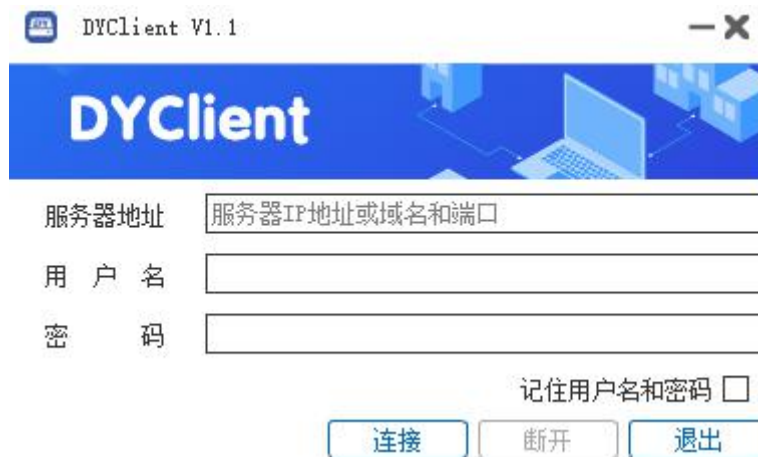 DYClient V1.1
DYClient
服务器地址 服务器IP地址或域名和端口
用户名
密码
记住用户名和密码
连接 断开 退出